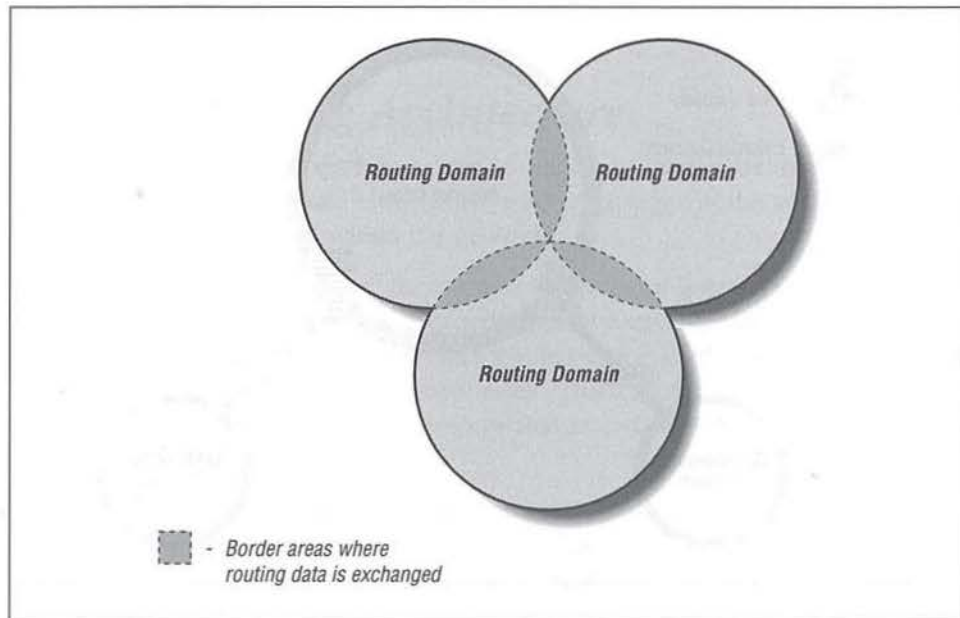 Routing Domain
Routing Domain
Routing Domain
- Border areas where
routing data is exchanged